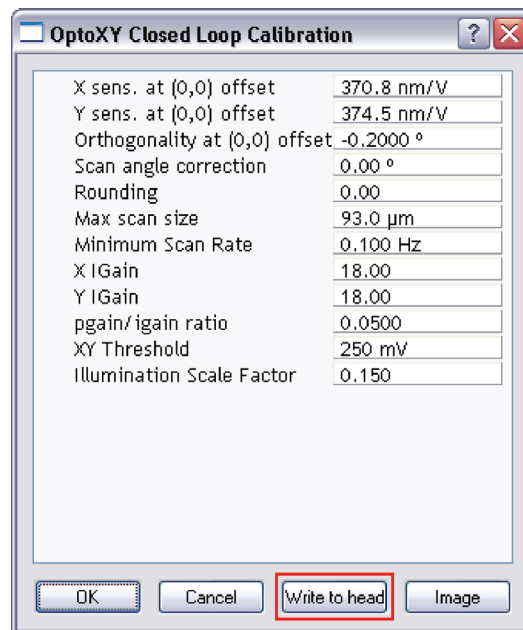 OptoXY Closed Loop Calibration
X sens. at (0,0) offset 370.8 nm/V
Y sens. at (0,0) offset 374.5 nm/V
Orthogonality at (0,0) offset -0.2000 º
Scan angle correction 0.00 º
Rounding 0.00
Max scan size 93.0 µm
Minimum Scan Rate 0.100 Hz
X IGain 18.00
Y IGain 18.00
pgain/igain ratio 0.0500
XY Threshold 250 mV
Illumination Scale Factor 0.150
OK Cancel Write to head Image